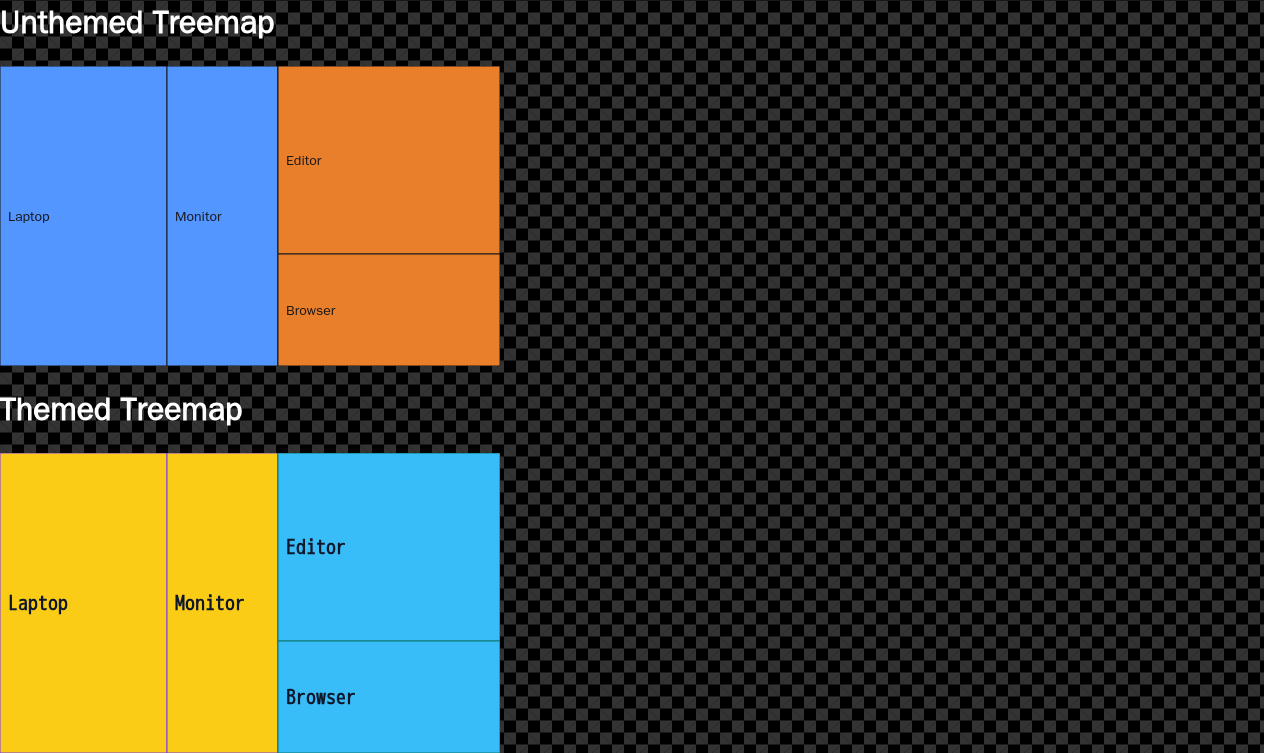 Unthemed Treemap
Editor
Laptop
Monitor
Browser
Themed Treemap
Editor
Laptop
Monitor
Browser